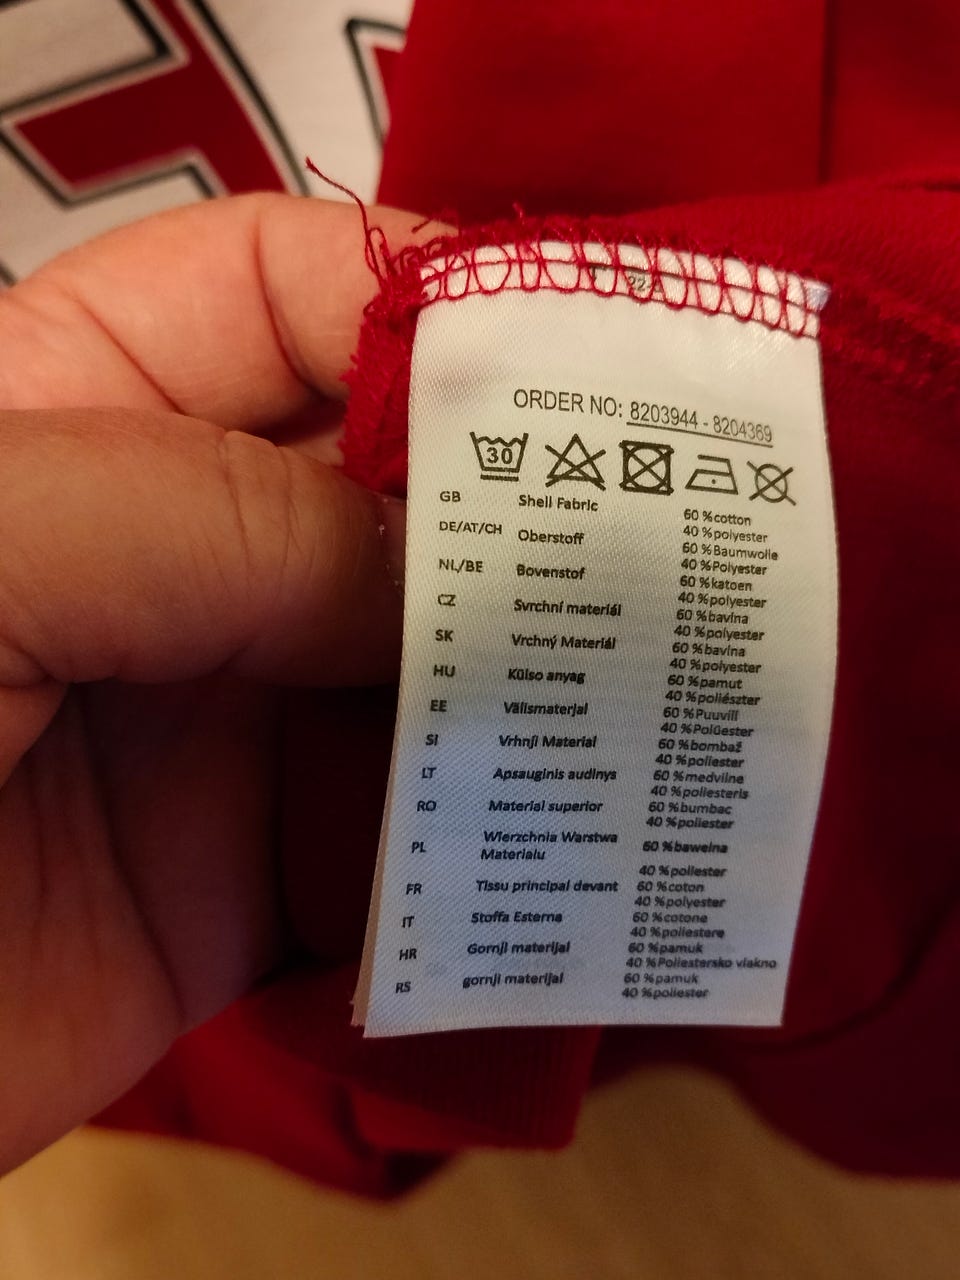 22-
ORDER NO: 8203944 - 8204369
30
GB Shell Fabric 60 %cotton
40 %polyester
DE/AT/CH Oberstoff 60 %Baumwolle
40 %Polyester
NL/BE Bovenstof 60 %katoen
40 %polyester
CZ Svrchní materiál 60 %bavlna
40 %polyester
SK Vrchný Materiál 60 %bavlna
40 %polyester
HU Külso anyag 60 %pamut
40 %poliészter
EE Välismaterjal 60 %Puuvill
40 %Polüester
SI Vrhnji Material 60 %bombaž
40 %poliester
LT Apsauginis audinys 60 %medvilne
40 %poliesteris
RO Material superior 60 %bumbac
40 %poliester
PL Wierzchnia Warstwa
Materialu 60 %bawelna
40 %poliester
FR Tissu principal devant 60 %coton
40 %polyester
IT Stoffa Esterna 60 %cotone
40 %poliestere
HR Gornji materijal 60 %pamuk
40 %Poliestersko vlakno
RS gornji materijal 60 %pamuk
40 %poliester